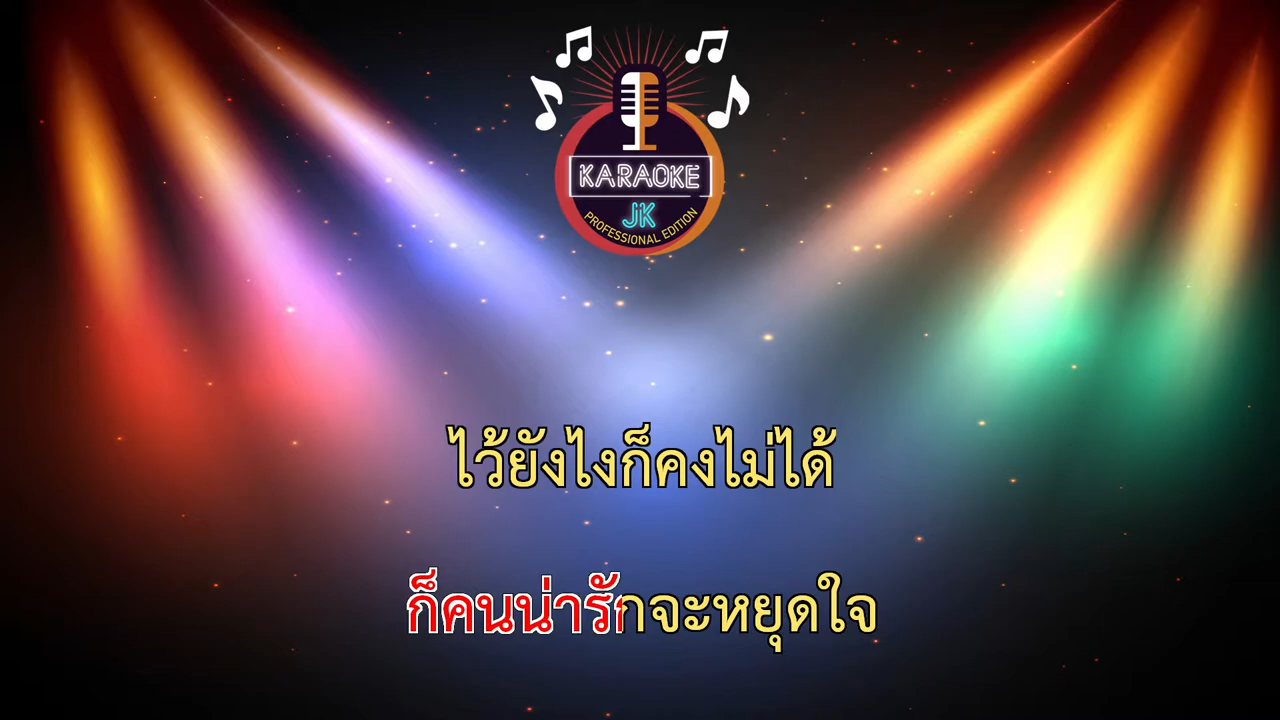 KARAOKE
JK
PROFESSIONAL EDITION
ไว้ยังไงก็คงไม่ได้
ก็คนน่ารักจะหยุดใจ